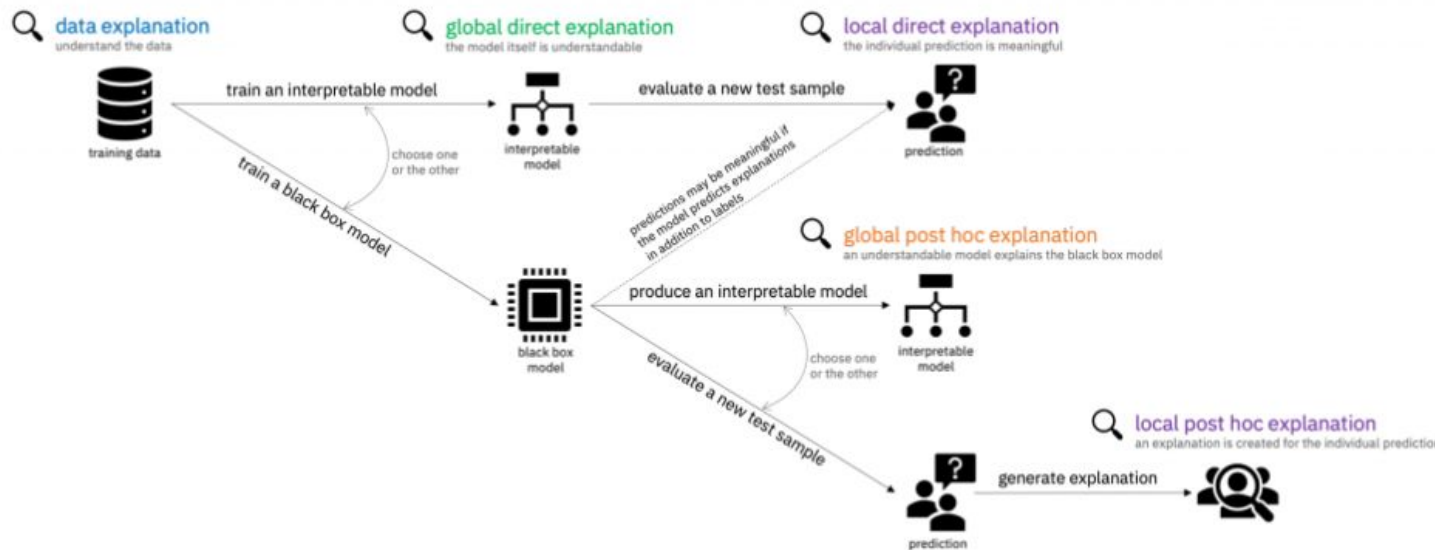 data explanation
understand the data
global direct explanation
the model itself is understandable
local direct explanation
the individual prediction is meaningful
train an interpretable model
evaluate a new test sample
?
training data
choose one
or the other
interpretable
model
prediction
train a black box model
predictions may be meaningful if
the model predicts explanations
in addition to labels
global post hoc explanation
an understandable model explains the black box model
produce an interpretable model
black box
model
choose one
or the other
interpretable
model
evaluate a new test sample
local post hoc explanation
an explanation is created for the individual prediction
?
generate explanation
prediction